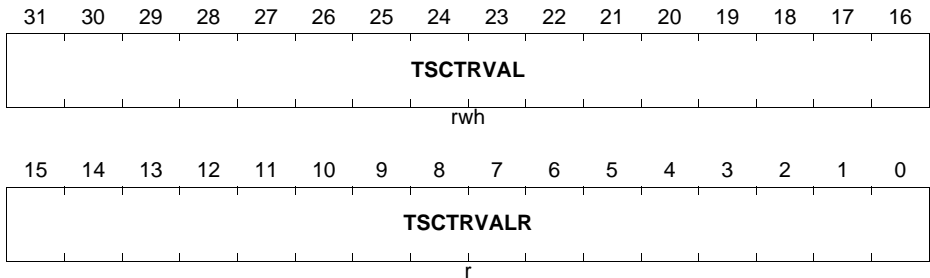 31 30 29 28 27 26 25 24 23 22 21 20 19 18 17 16
TSCTRVAL
rwh
15 14 13 12 11 10 9 8 7 6 5 4 3 2 1 0
TSCTRVALR
r